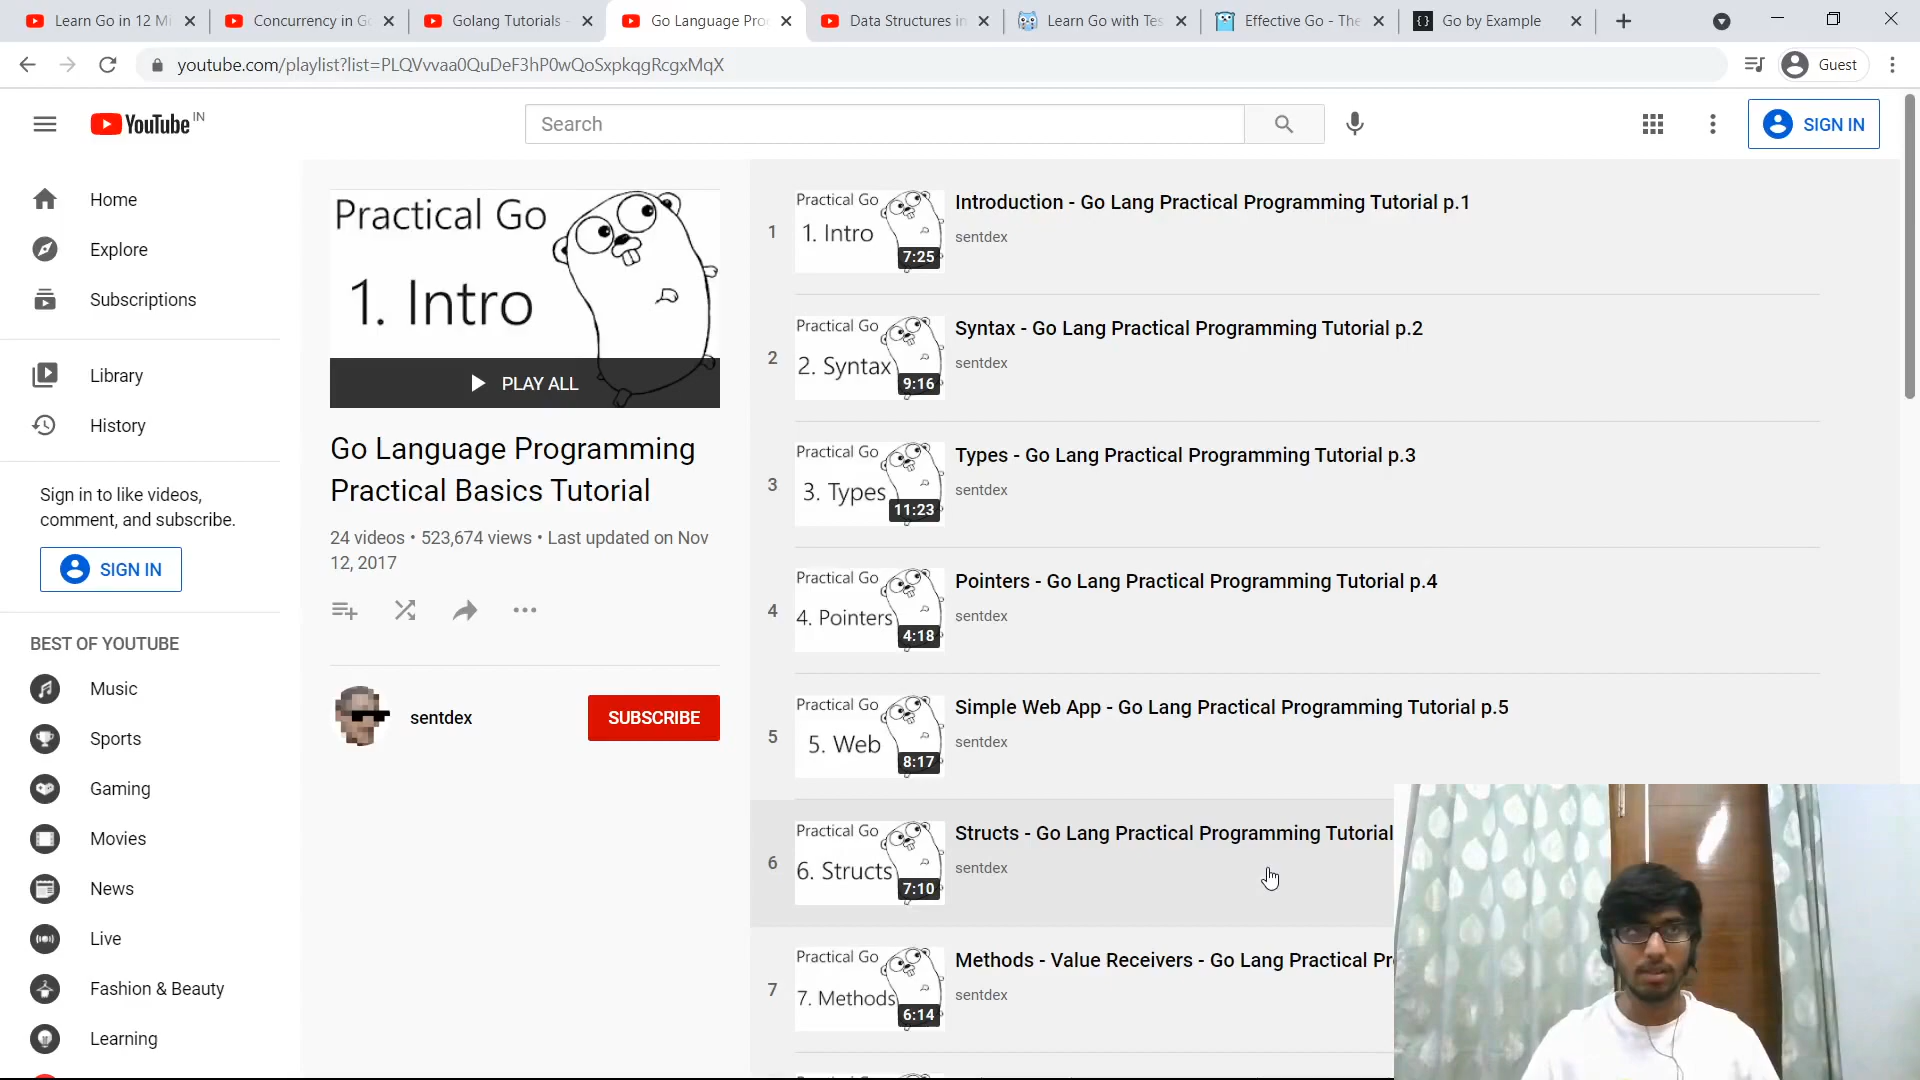 Learn Go in 12 Mi
Concurrency in Go
Golang Tutorials -
Go Language Pro
Data Structures in
Learn Go with Tes
Effective Go - The
Go by Example
youtube.com/playlist?list=PLQVvvaa0QuDeF3hP0wQoSxpkqgRcgxMqX
Guest
YouTube IN
Search
SIGN IN
Home
Explore
Subscriptions
Library
History
Sign in to like videos,
comment, and subscribe.
SIGN IN
BEST OF YOUTUBE
Music
Sports
Gaming
Movies
News
Live
Fashion & Beauty
Learning
Practical Go
1. Intro
PLAY ALL
Go Language Programming
Practical Basics Tutorial
24 videos • 523,674 views • Last updated on Nov
12, 2017
sentdex
SUBSCRIBE
1
Practical Go
1. Intro
7:25
Introduction - Go Lang Practical Programming Tutorial p.1
sentdex
2
Practical Go
2. Syntax
9:16
Syntax - Go Lang Practical Programming Tutorial p.2
sentdex
3
Practical Go
3. Types
11:23
Types - Go Lang Practical Programming Tutorial p.3
sentdex
4
Practical Go
4. Pointers
4:18
Pointers - Go Lang Practical Programming Tutorial p.4
sentdex
5
Practical Go
5. Web
8:17
Simple Web App - Go Lang Practical Programming Tutorial p.5
sentdex
6
Practical Go
6. Structs
7:10
Structs - Go Lang Practical Programming Tutorial
sentdex
7
Practical Go
7. Methods
6:14
Methods - Value Receivers - Go Lang Practical Pr
sentdex